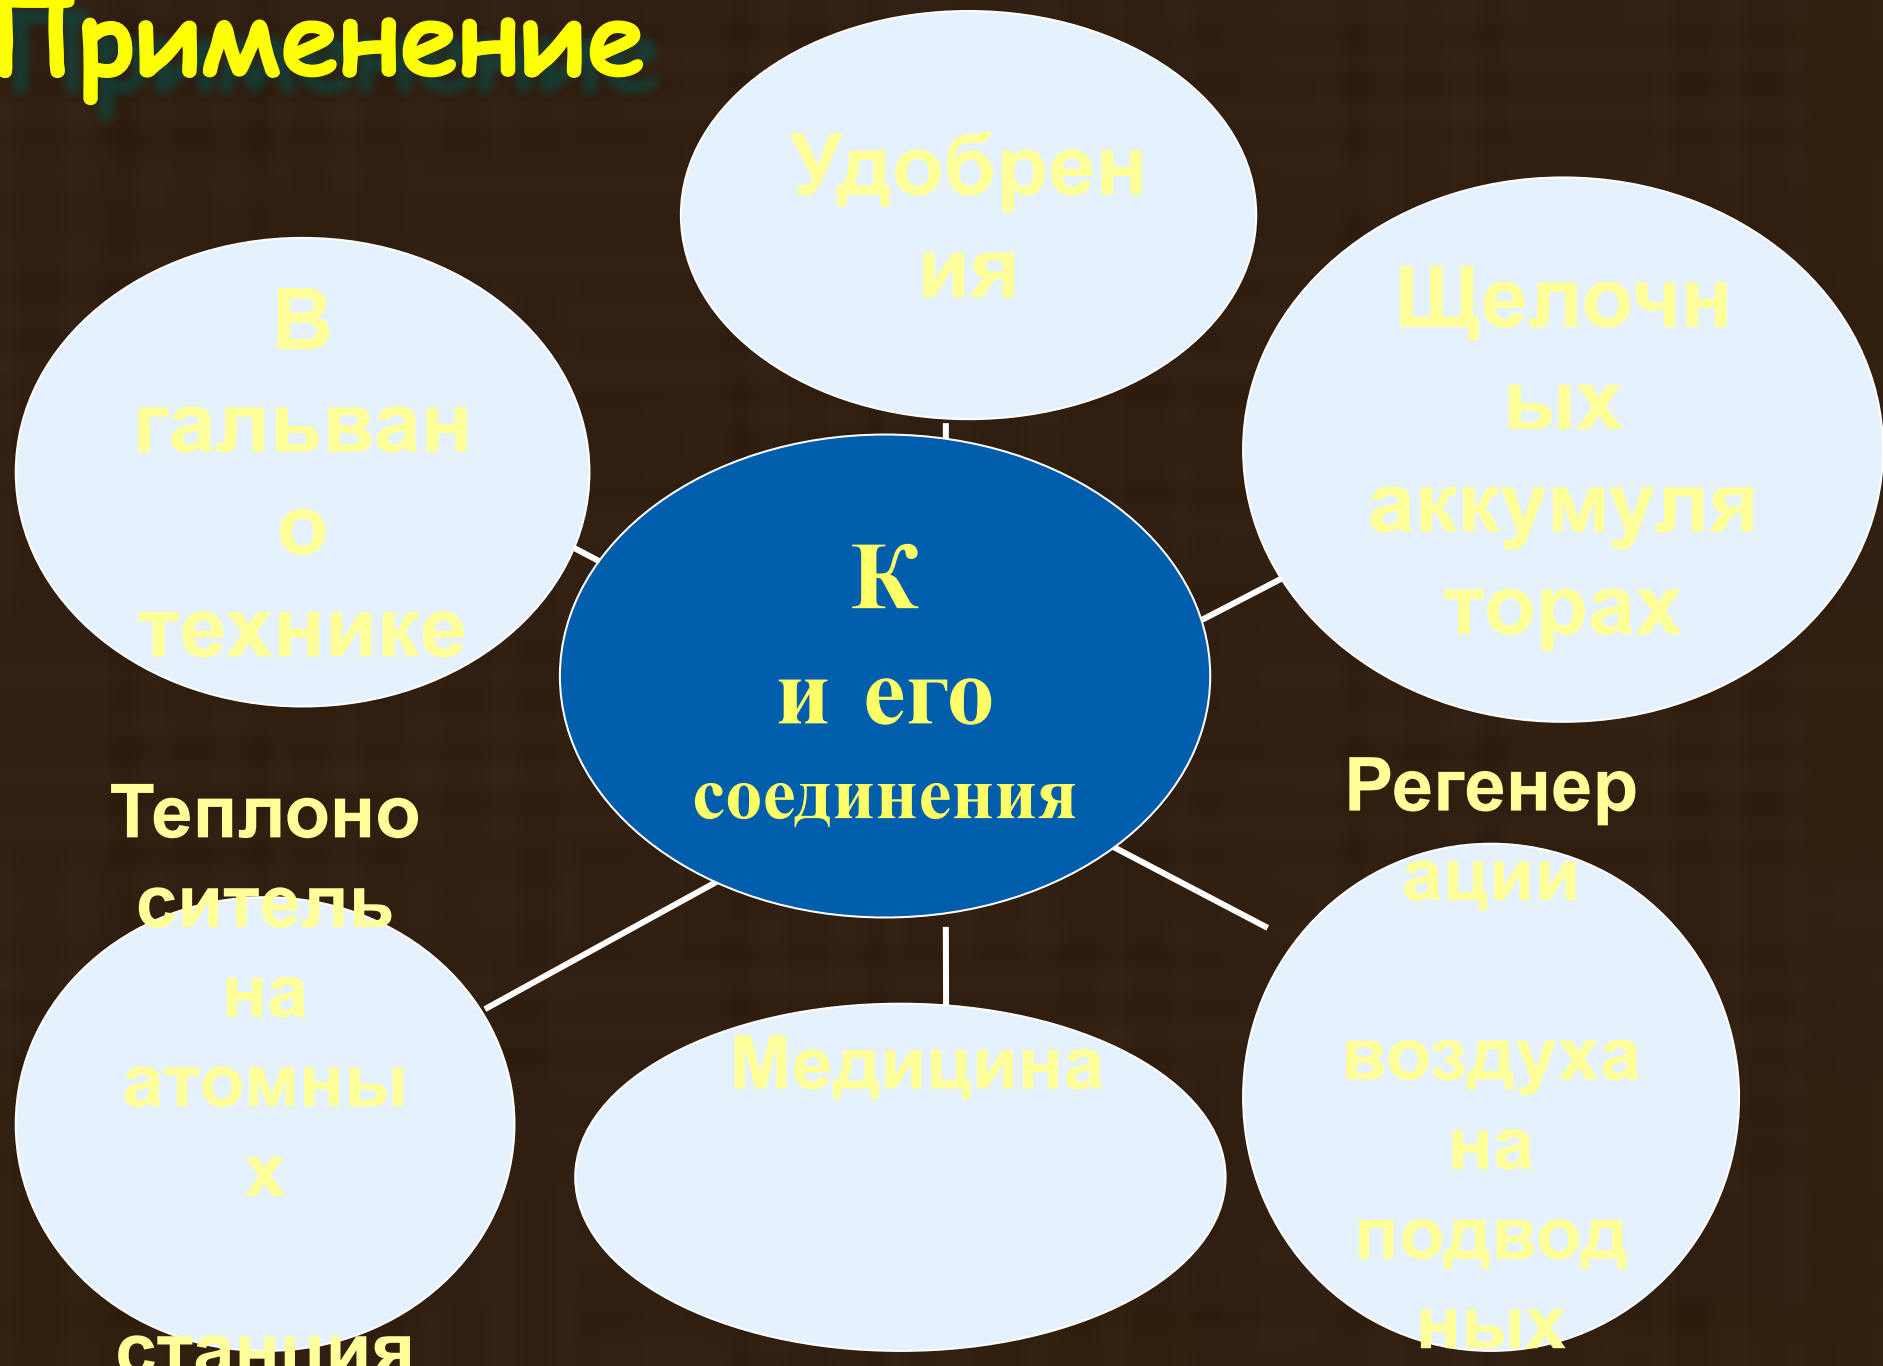 Применение
Удобрен
ия
В
гальван
о
технике
Щелочн
ых
аккумуля
торах
К
и его
соединения
Теплоно
ситель
на
атомны
х
станция
Медицина
Регенер
ации
воздуха
на
подвод
ных